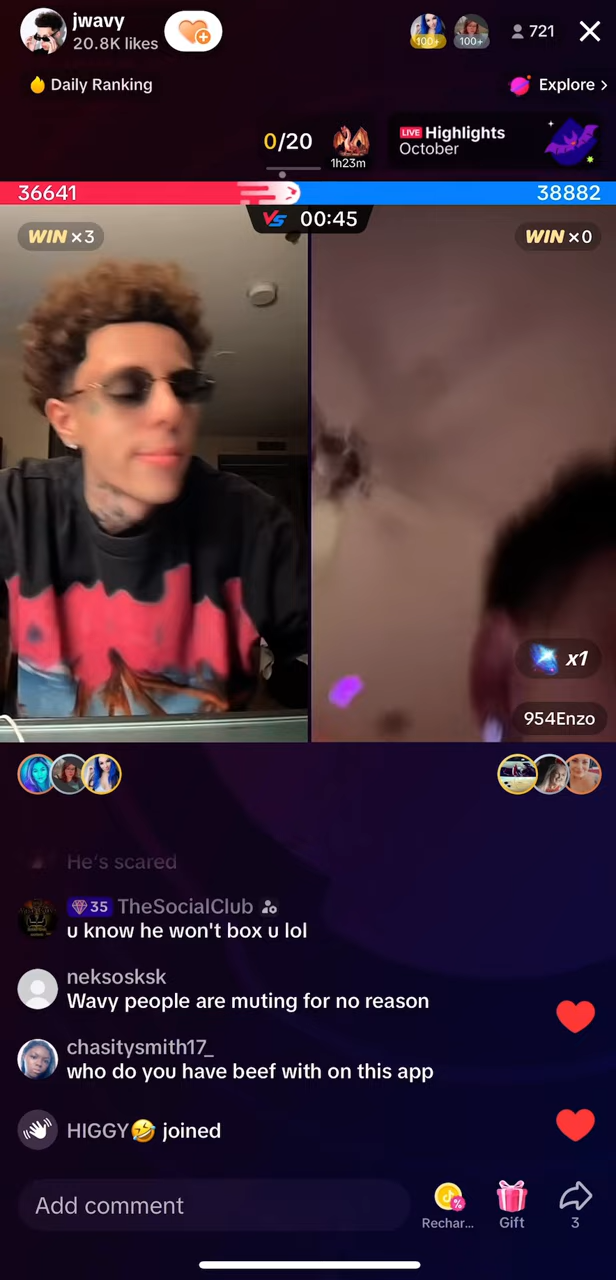 jwavy
20.8K likes
100+
100+
721
Daily Ranking
Explore >
0/20
1h23m
LIVE Highlights
October
36641
38882
VS 00:45
WIN ×3
WIN ×0
x1
954Enzo
He's scared
35 TheSocialClub
u know he won't box u lol
neksosksk
Wavy people are muting for no reason
chasitysmith17_
who do you have beef with on this app
HIGGY🤣 joined
Add comment
Rechar...
Gift
3